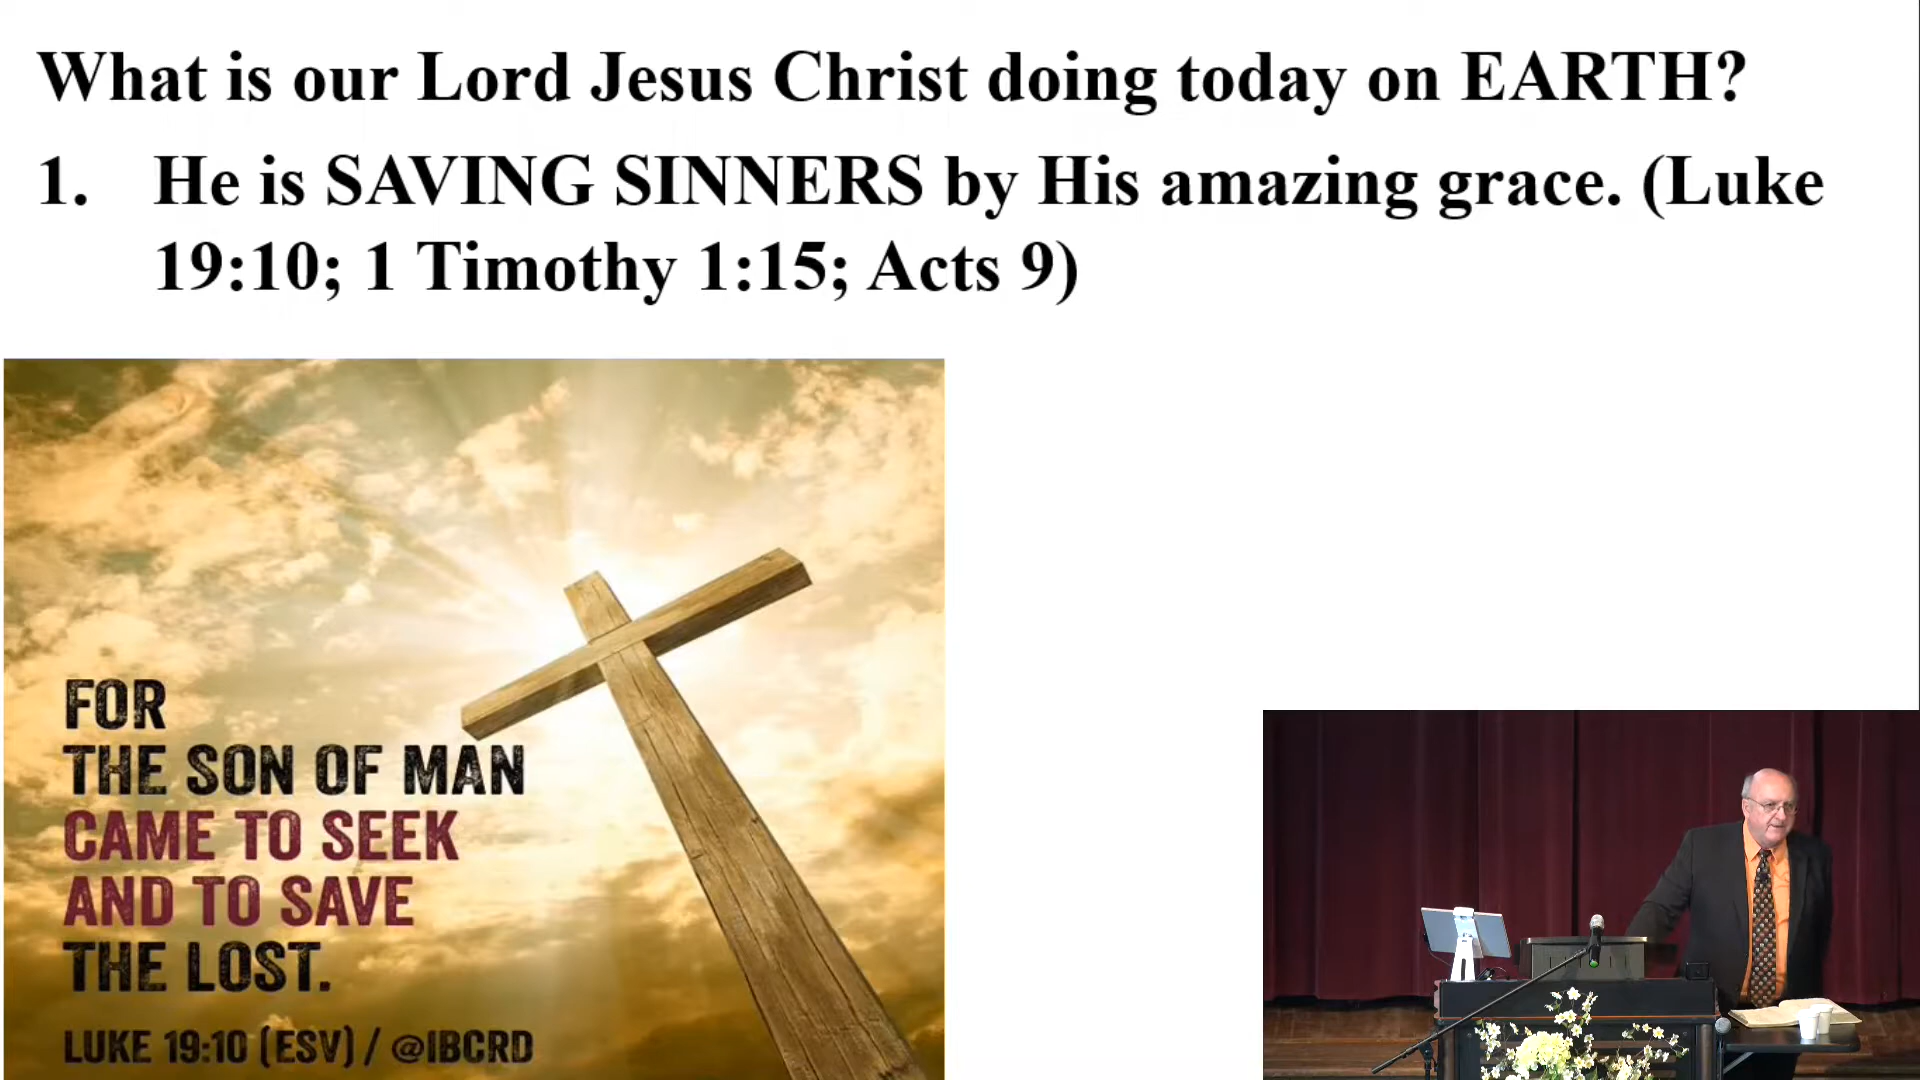 What is our Lord Jesus Christ doing today on EARTH?
1. He is SAVING SINNERS by His amazing grace. (Luke
19:10; 1 Timothy 1:15; Acts 9)
FOR
THE SON OF MAN
CAME TO SEEK
AND TO SAVE
THE LOST.
LUKE 19:10 (ESV) / @IBCRD